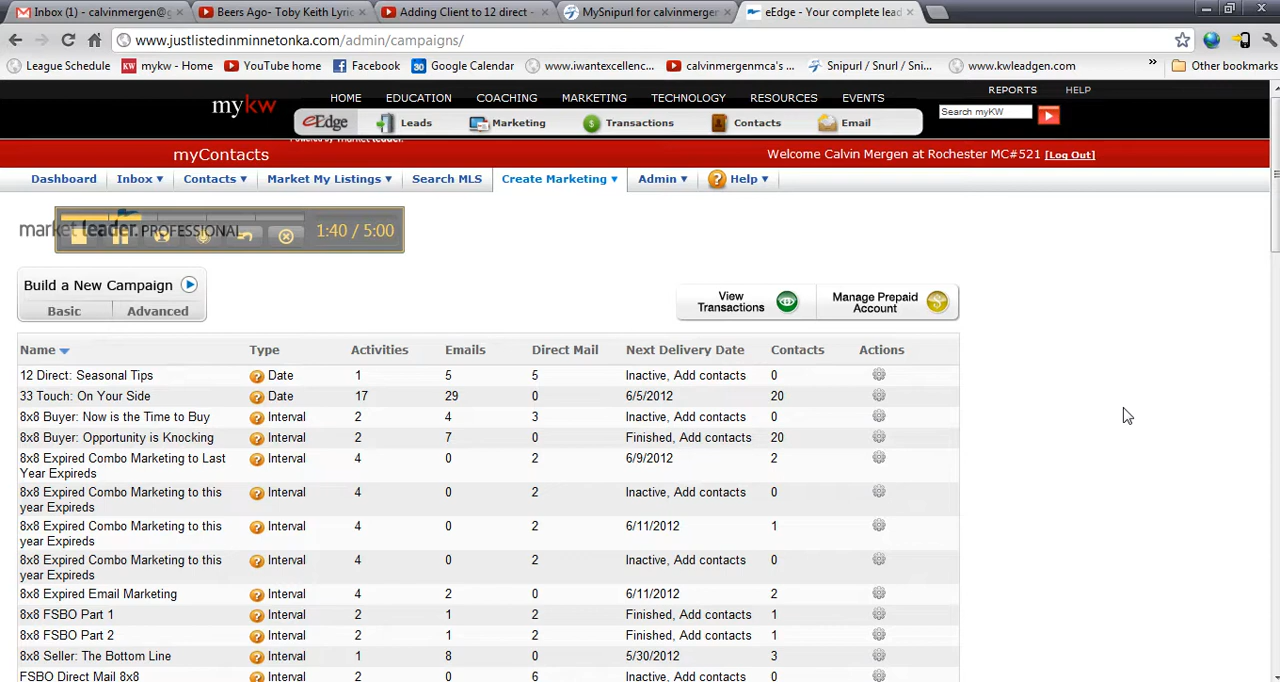 Inbox (2) - calvinmergen@g
Beers Ago- Toby Keith Lyric
Adding Client to 12 direct -
MySnipurl for calvinmerger
eEdge - Your complete lead
www.justlistedinminnetonka.com/admin/campaigns/
League Schedule mykw - Home YouTube home Facebook Google Calendar www.iwantexcellenc... calvinmergenmca's ... Snipurl / Snurl / Sni... www.kwleadgen.com » Other bookmarks
REPORTS HELP
mykw HOME EDUCATION COACHING MARKETING TECHNOLOGY RESOURCES EVENTS
Search myKW
eEdge Leads Marketing Transactions Contacts Email
myContacts Welcome Calvin Mergen at Rochester MC#521 [Log Out]
Dashboard Inbox Contacts Market My Listings Search MLS Create Marketing Admin Help
market leader. PROFESSIONAL 1:40 / 5:00
Build a New Campaign
Basic Advanced
View Transactions
Manage Prepaid Account
Name Type Activities Emails Direct Mail Next Delivery Date Contacts Actions
12 Direct: Seasonal Tips Date 1 5 5 Inactive, Add contacts 0
33 Touch: On Your Side Date 17 29 0 6/5/2012 20
8x8 Buyer: Now is the Time to Buy Interval 2 4 3 Inactive, Add contacts 0
8x8 Buyer: Opportunity is Knocking Interval 2 7 0 Finished, Add contacts 20
8x8 Expired Combo Marketing to Last Interval 4 0 2 6/9/2012 2
Year Expireds
8x8 Expired Combo Marketing to this Interval 4 0 2 Inactive, Add contacts 0
year Expireds
8x8 Expired Combo Marketing to this Interval 4 0 2 6/11/2012 1
year Expireds
8x8 Expired Combo Marketing to this Interval 4 0 2 Inactive, Add contacts 0
year Expireds
8x8 Expired Email Marketing Interval 4 2 0 6/11/2012 2
8x8 FSBO Part 1 Interval 2 1 2 Finished, Add contacts 1
8x8 FSBO Part 2 Interval 2 1 2 Finished, Add contacts 1
8x8 Seller: The Bottom Line Interval 1 8 0 5/30/2012 3
FSBO Direct Mail 8x8 Interval 2 0 6 Inactive, Add contacts 0